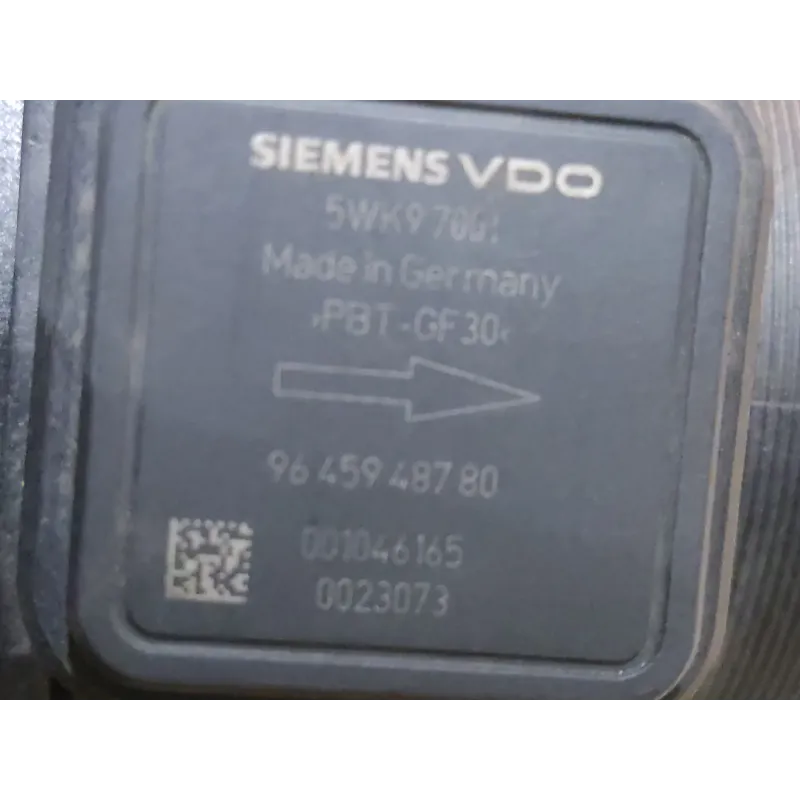 SIEMENS VDO
5WK9 7001
Made in Germany
›PBT-GF30‹
96 459 487 80
001046165
0023073